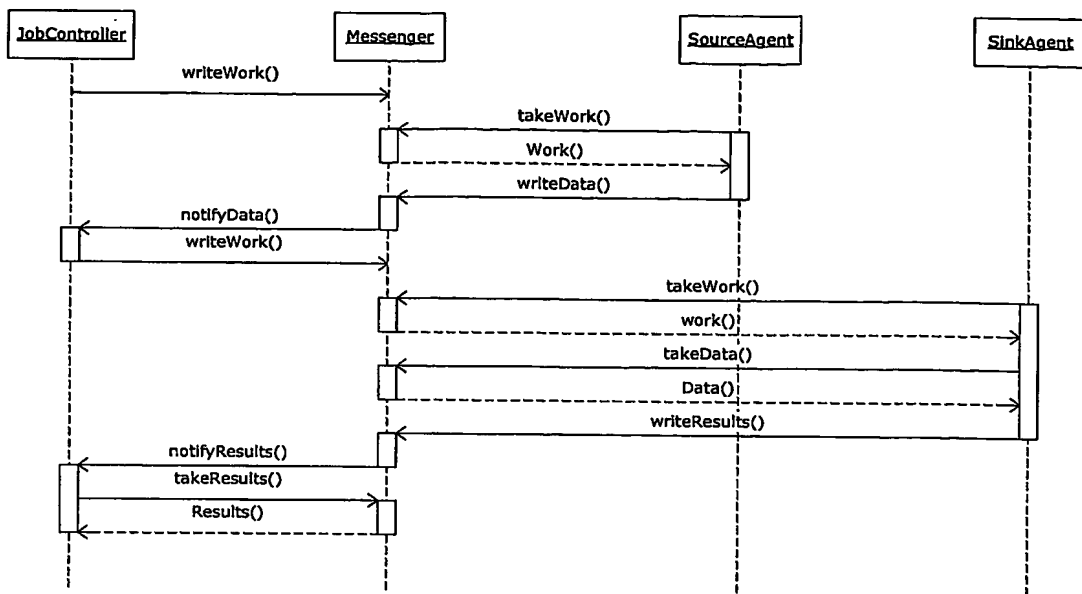 JobController
Messenger
SourceAgent
SinkAgent
writeWork()
takeWork()
Work()
writeData()
notifyData()
writeWork()
takeWork()
work()
takeData()
Data()
writeResults()
notifyResults()
takeResults()
Results()